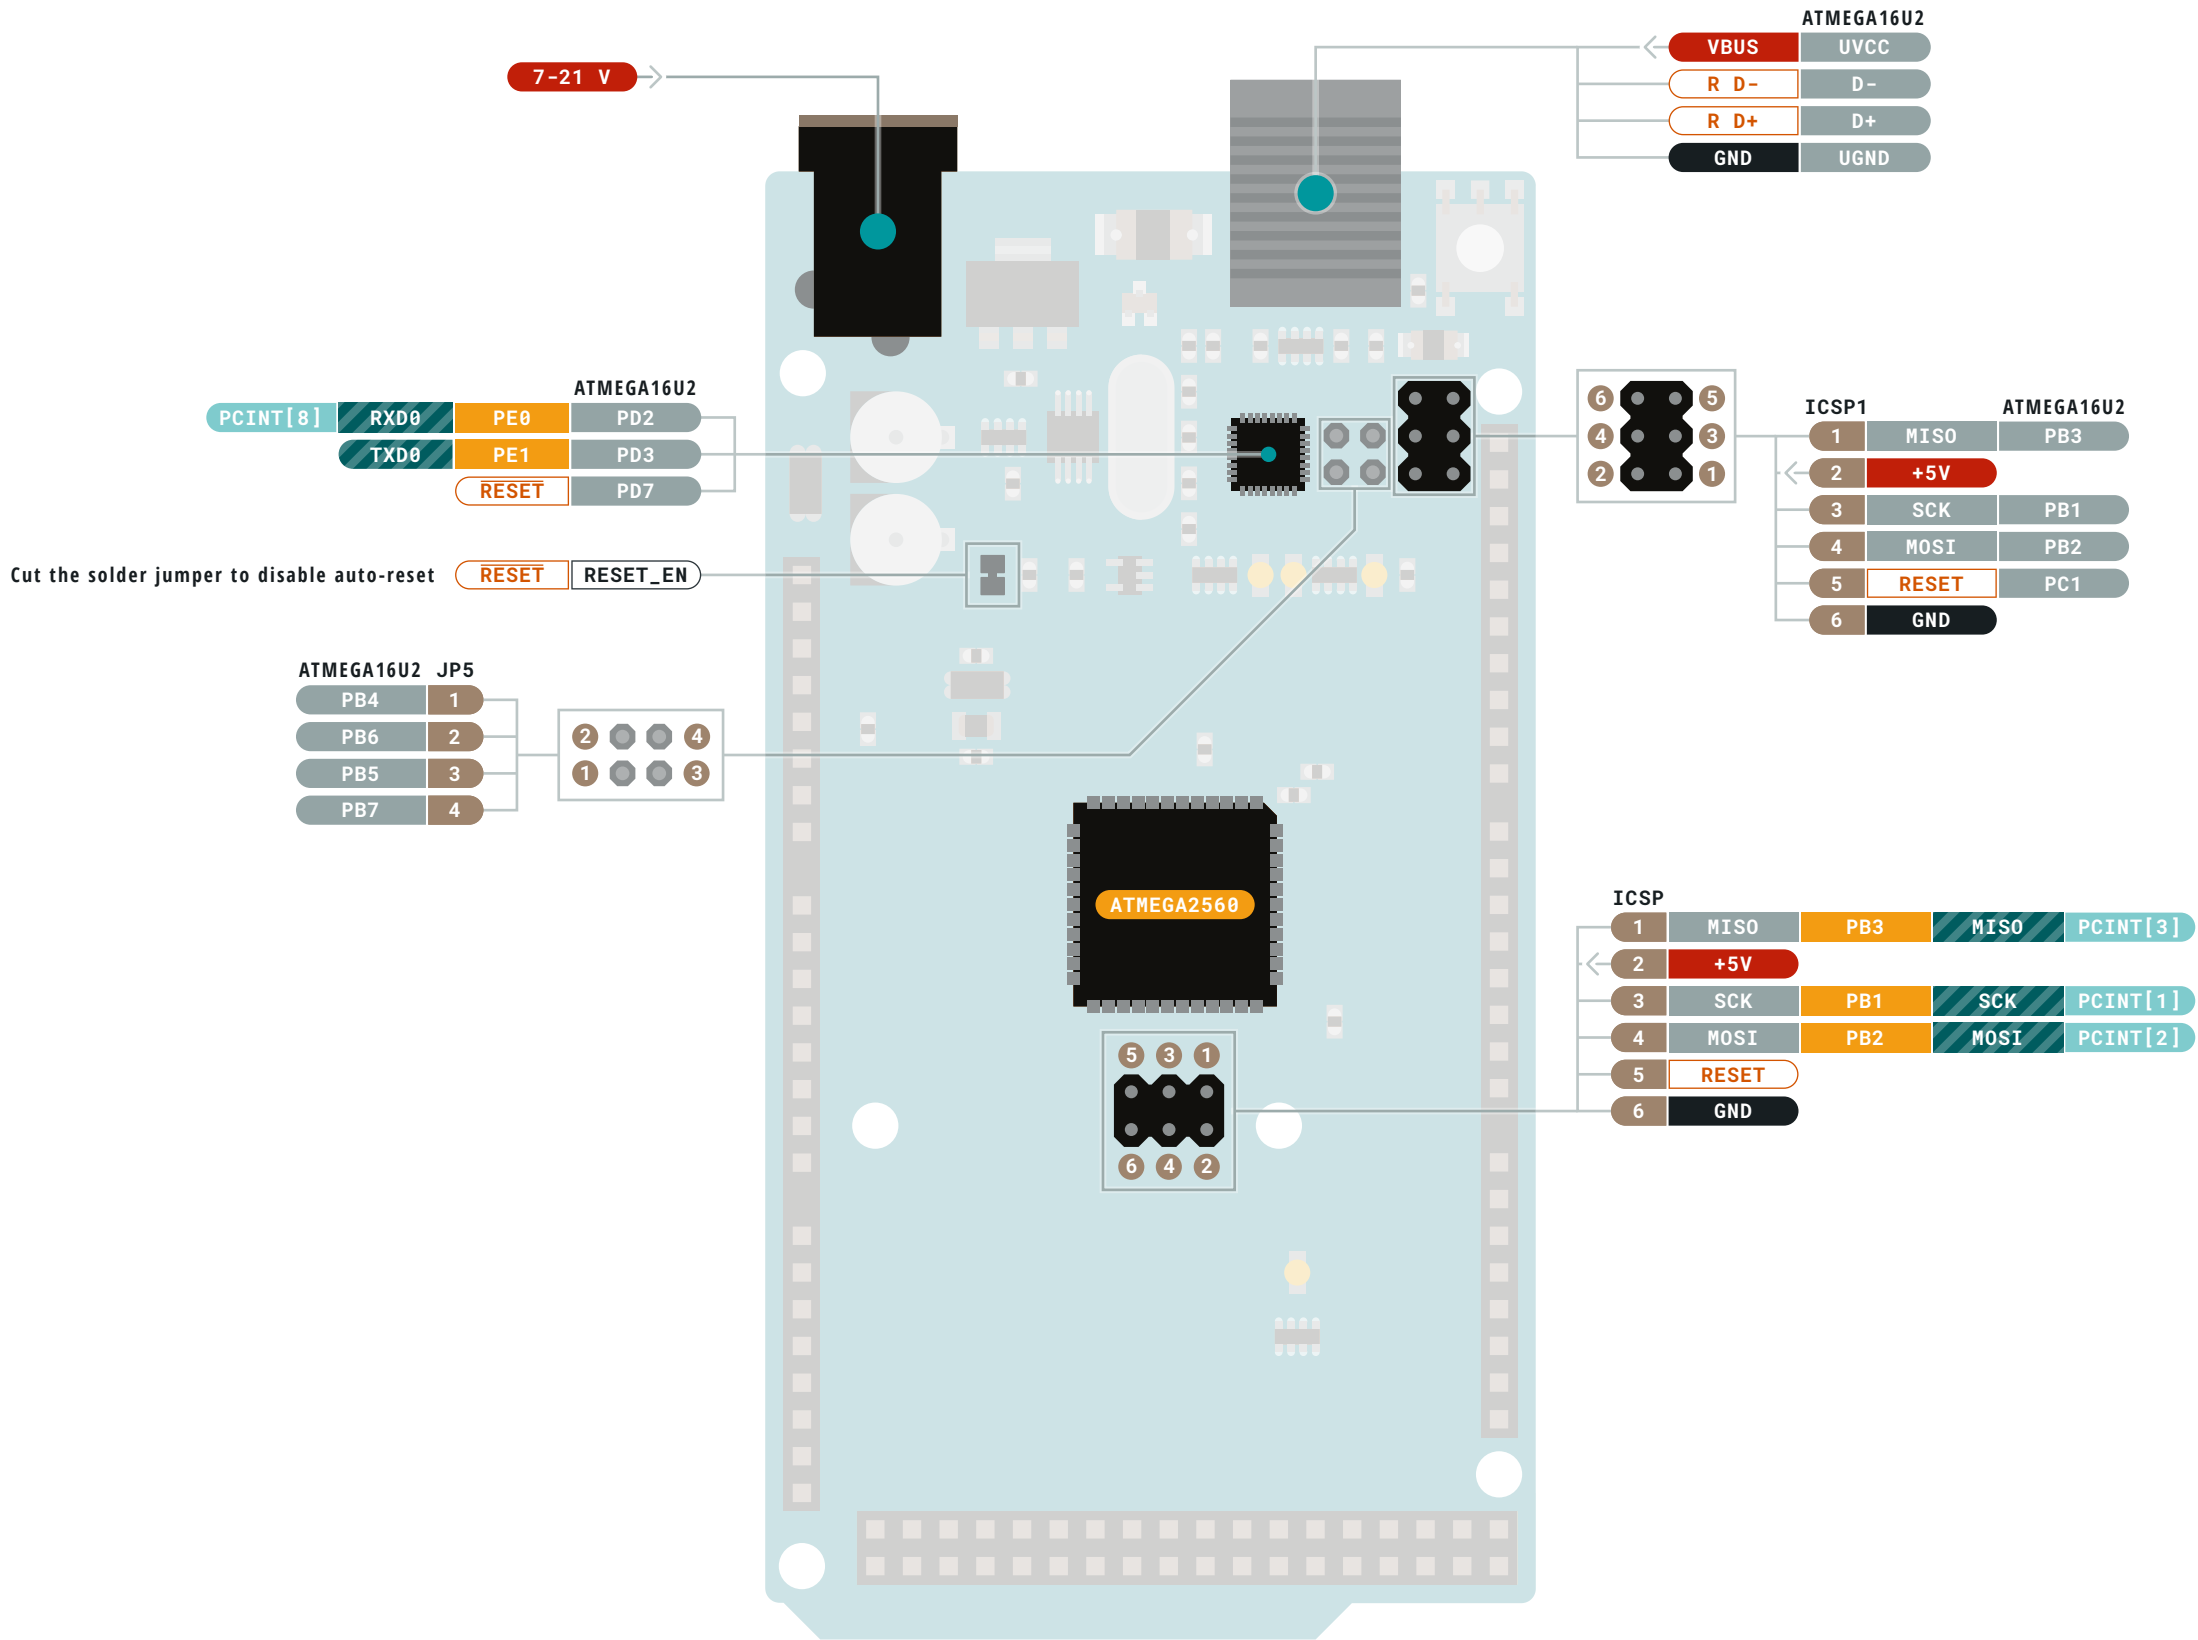 ATMEGA16U2
VBUS UVCC
R D- D-
R D+ D+
GND UGND
7-21 V
ATMEGA16U2
PCINT[8] RXD0 PE0 PD2
TXD0 PE1 PD3
RESET PD7
Cut the solder jumper to disable auto-reset RESET RESET_EN
ATMEGA16U2 JP5
PB4 1
PB6 2
PB5 3
PB7 4
2 4
1 3
6 5
4 3
2 1
ICSP1 ATMEGA16U2
1 MISO PB3
2 +5V
3 SCK PB1
4 MOSI PB2
5 RESET PC1
6 GND
ATMEGA2560
5 3 1
6 4 2
ICSP
1 MISO PB3 MISO PCINT[3]
2 +5V
3 SCK PB1 SCK PCINT[1]
4 MOSI PB2 MOSI PCINT[2]
5 RESET
6 GND